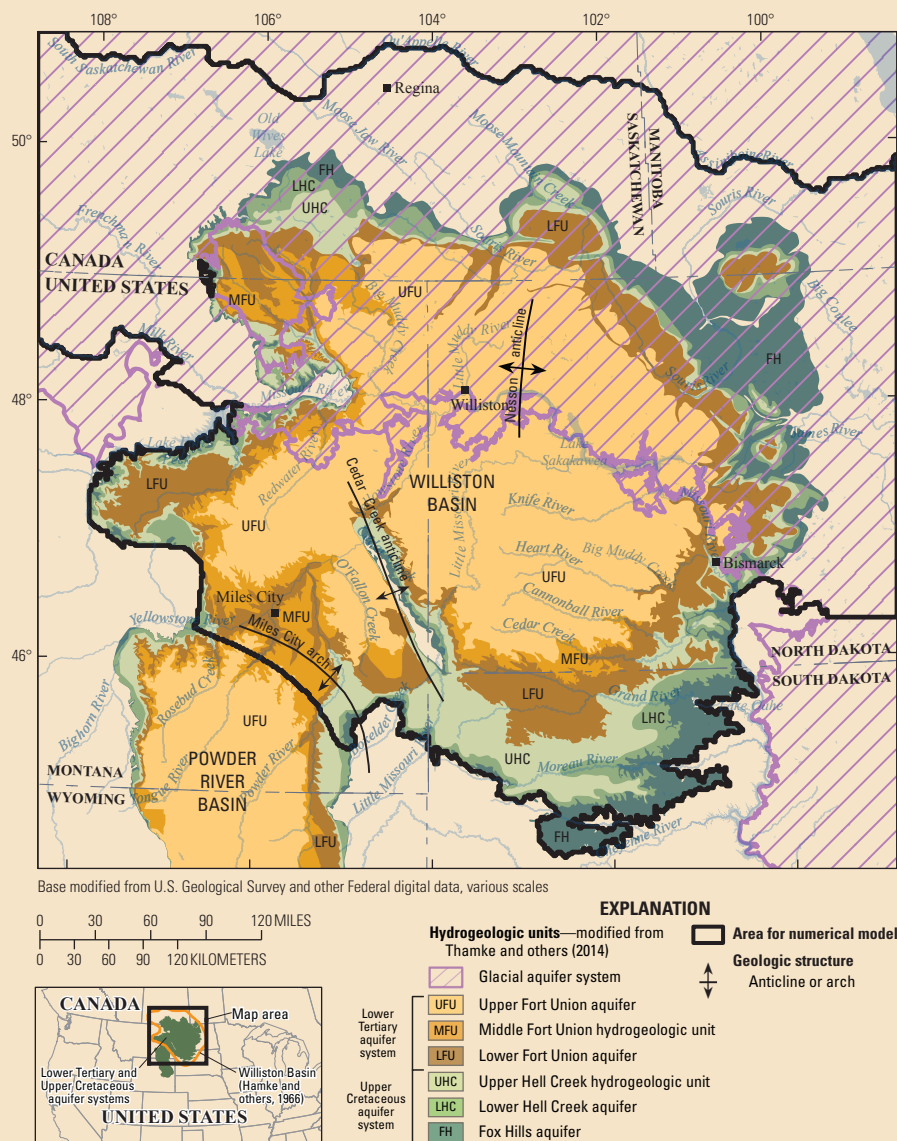 108°
106°
104°
102°
100°
South Saskatchewan River
Qu'Appelle River
Regina
Moose Jaw River
Moose Mountain Creek
SASKATCHEWAN
MANITOBA
Assiniboine River
50°
Old
Wives
Lake
FH
LHC
UHC
Souris River
LFU
Souris River
Frenchman River
CANADA
UNITED STATES
MFU
UFU
Big Muddy Creek
Little Muddy River
Nesson anticline
Big Coulee
FH
Milk River
Missouri River
Souris River
48°
Williston
James River
Lake
Sakakawea
Redwater River
LFU
WILLISTON
BASIN
Cedar Creek anticline
Little Missouri River
Knife River
Missouri River
UFU
Heart River
Big Muddy Creek
Bismarck
UFU
O'Fallon Creek
Cannonball River
Miles City
MFU
Cedar Creek
Yellowstone River
Miles City arch
46°
MFU
NORTH DAKOTA
SOUTH DAKOTA
LFU
Grand River
Lake Oahe
Rosebud Creek
Bighorn River
UFU
LHC
UHC
Moreau River
POWDER
RIVER
BASIN
Powder River
Boxelder Creek
Little Missouri River
MONTANA
WYOMING
Tongue River
LFU
FH
Cheyenne River
Base modified from U.S. Geological Survey and other Federal digital data, various scales
0 30 60 90 120 MILES
0 30 60 90 120 KILOMETERS
EXPLANATION
Hydrogeologic units—modified from
Thamke and others (2014)
Glacial aquifer system
Lower
Tertiary
aquifer
system
UFU Upper Fort Union aquifer
MFU Middle Fort Union hydrogeologic unit
LFU Lower Fort Union aquifer
Upper
Cretaceous
aquifer
system
UHC Upper Hell Creek hydrogeologic unit
LHC Lower Hell Creek aquifer
FH Fox Hills aquifer
Area for numerical model
Geologic structure
Anticline or arch
CANADA
Map area
Lower Tertiary and
Upper Cretaceous
aquifer systems
Williston Basin
(Hamke and
others, 1966)
UNITED STATES